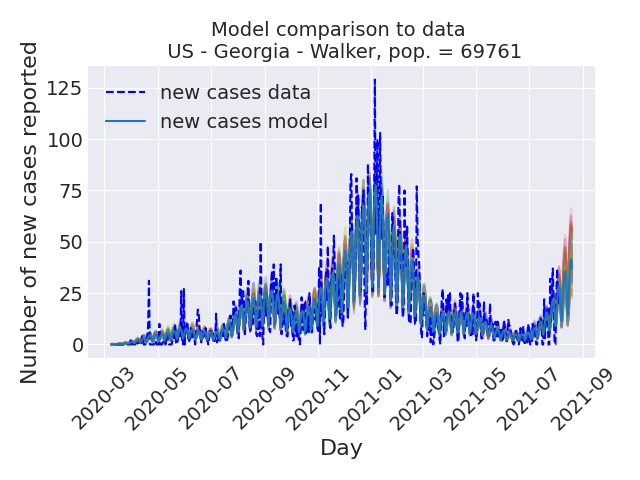 Model comparison to data
US - Georgia - Walker, pop. = 69761
Number of new cases reported
125
100
75
50
25
0
new cases data
new cases model
2020-03
2020-05
2020-07
2020-09
2020-11
2021-01
2021-03
2021-05
2021-07
2021-09
Day